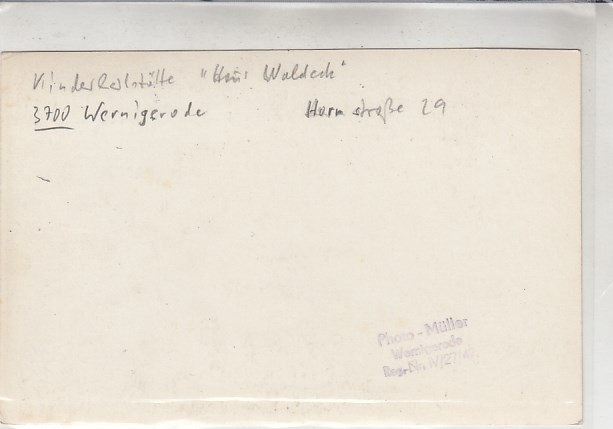 Kinderheilstätte "Haus Waldeck"
3700 Wernigerode Hornstraße 29
Photo - Müller
Wernigerode